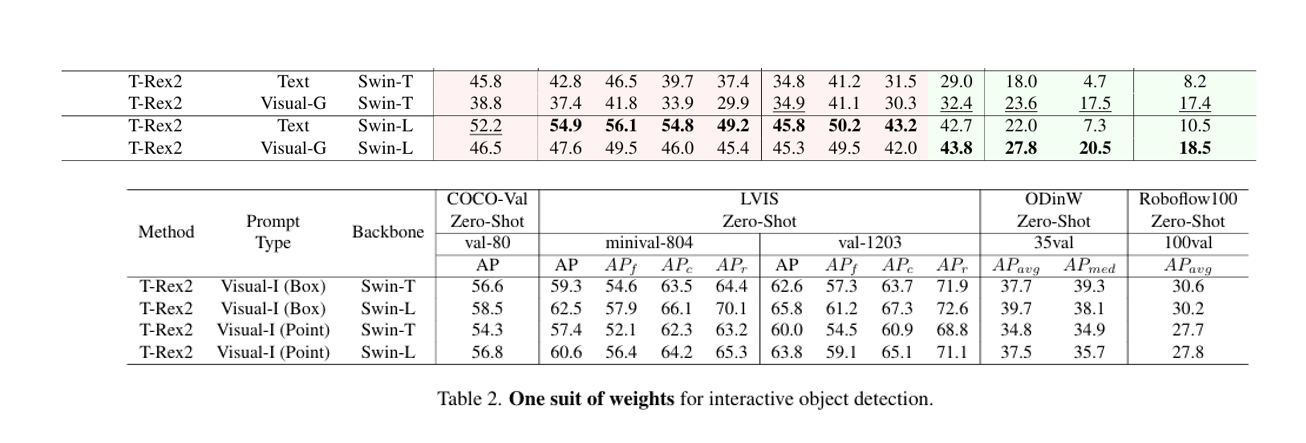 T-Rex2 Text Swin-T 45.8 42.8 46.5 39.7 37.4 34.8 41.2 31.5 29.0 18.0 4.7 8.2
T-Rex2 Visual-G Swin-T 38.8 37.4 41.8 33.9 29.9 34.9 41.1 30.3 32.4 23.6 17.5 17.4
T-Rex2 Text Swin-L 52.2 54.9 56.1 54.8 49.2 45.8 50.2 43.2 42.7 22.0 7.3 10.5
T-Rex2 Visual-G Swin-L 46.5 47.6 49.5 46.0 45.4 45.3 49.5 42.0 43.8 27.8 20.5 18.5
COCO-Val LVIS ODinW Roboflow100
Method Prompt Type Backbone Zero-Shot Zero-Shot Zero-Shot Zero-Shot
val-80 minival-804 val-1203 35val 100val
AP AP APf APc APr AP APf APc APr APavg APmed APavg
T-Rex2 Visual-I (Box) Swin-T 56.6 59.3 54.6 63.5 64.4 62.6 57.3 63.7 71.9 37.7 39.3 30.6
T-Rex2 Visual-I (Box) Swin-L 58.5 62.5 57.9 66.1 70.1 65.8 61.2 67.3 72.6 39.7 38.1 30.2
T-Rex2 Visual-I (Point) Swin-T 54.3 57.4 52.1 62.3 63.2 60.0 54.5 60.9 68.8 34.8 34.9 27.7
T-Rex2 Visual-I (Point) Swin-L 56.8 60.6 56.4 64.2 65.3 63.8 59.1 65.1 71.1 37.5 35.7 27.8
Table 2. One suit of weights for interactive object detection.